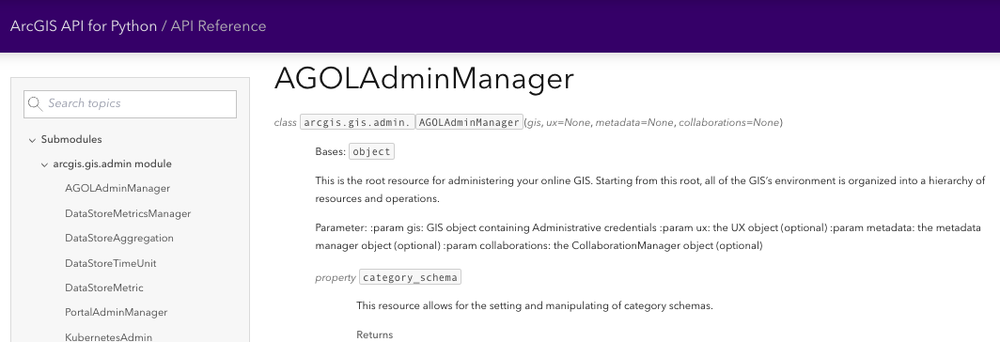 ArcGIS API for Python / API Reference
Search topics
Submodules
arcgis.gis.admin module
AGOLAdminManager
DataStoreMetricsManager
DataStoreAggregation
DataStoreTimeUnit
DataStoreMetric
PortalAdminManager
KubernetesAdmin
AGOLAdminManager
class arcgis.gis.admin. AGOLAdminManager(gis, ux=None, metadata=None, collaborations=None)
Bases: object
This is the root resource for administering your online GIS. Starting from this root, all of the GIS’s environment is organized into a hierarchy of
resources and operations.
Parameter: :param gis: GIS object containing Administrative credentials :param ux: the UX object (optional) :param metadata: the metadata
manager object (optional) :param collaborations: the CollaborationManager object (optional)
property category_schema
This resource allows for the setting and manipulating of category schemas.
Returns